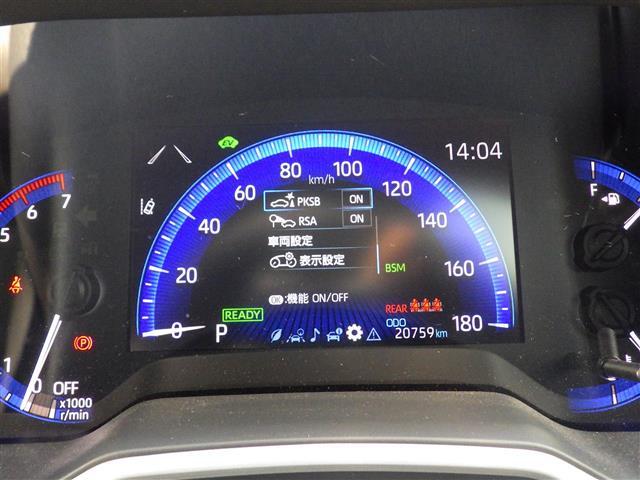 EV
14:04
80 100
60 km/h 120
40 140
20 160
0 180
PKSB ON
RSA ON
車両設定
表示設定
OK:機能 ON/OFF
BSM
READY
P
REAR
ODO
20759 km
5 6 7
1 0
OFF
x1000
r/min
P
F